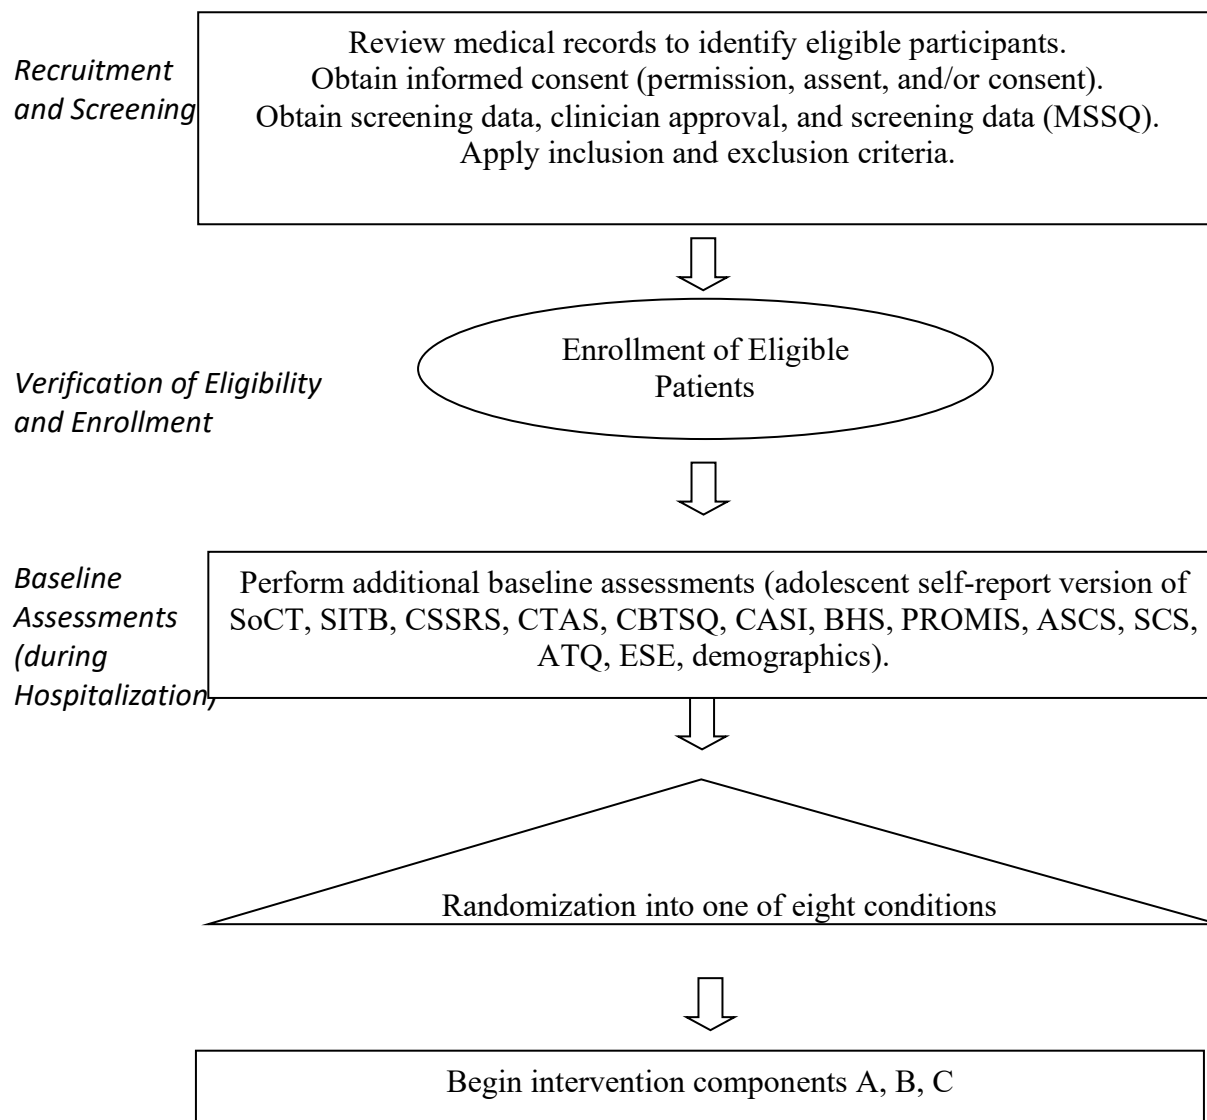 Recruitment
and Screening
Review medical records to identify eligible participants.
Obtain informed consent (permission, assent, and/or consent).
Obtain screening data, clinician approval, and screening data (MSSQ).
Apply inclusion and exclusion criteria.
Verification of Eligibility
and Enrollment
Enrollment of Eligible
Patients
Baseline
Assessments
(during
Hospitalization)
Perform additional baseline assessments (adolescent self-report version of
SoCT, SITB, CSSRS, CTAS, CBTSQ, CASI, BHS, PROMIS, ASCS, SCS,
ATQ, ESE, demographics).
Randomization into one of eight conditions
Begin intervention components A, B, C